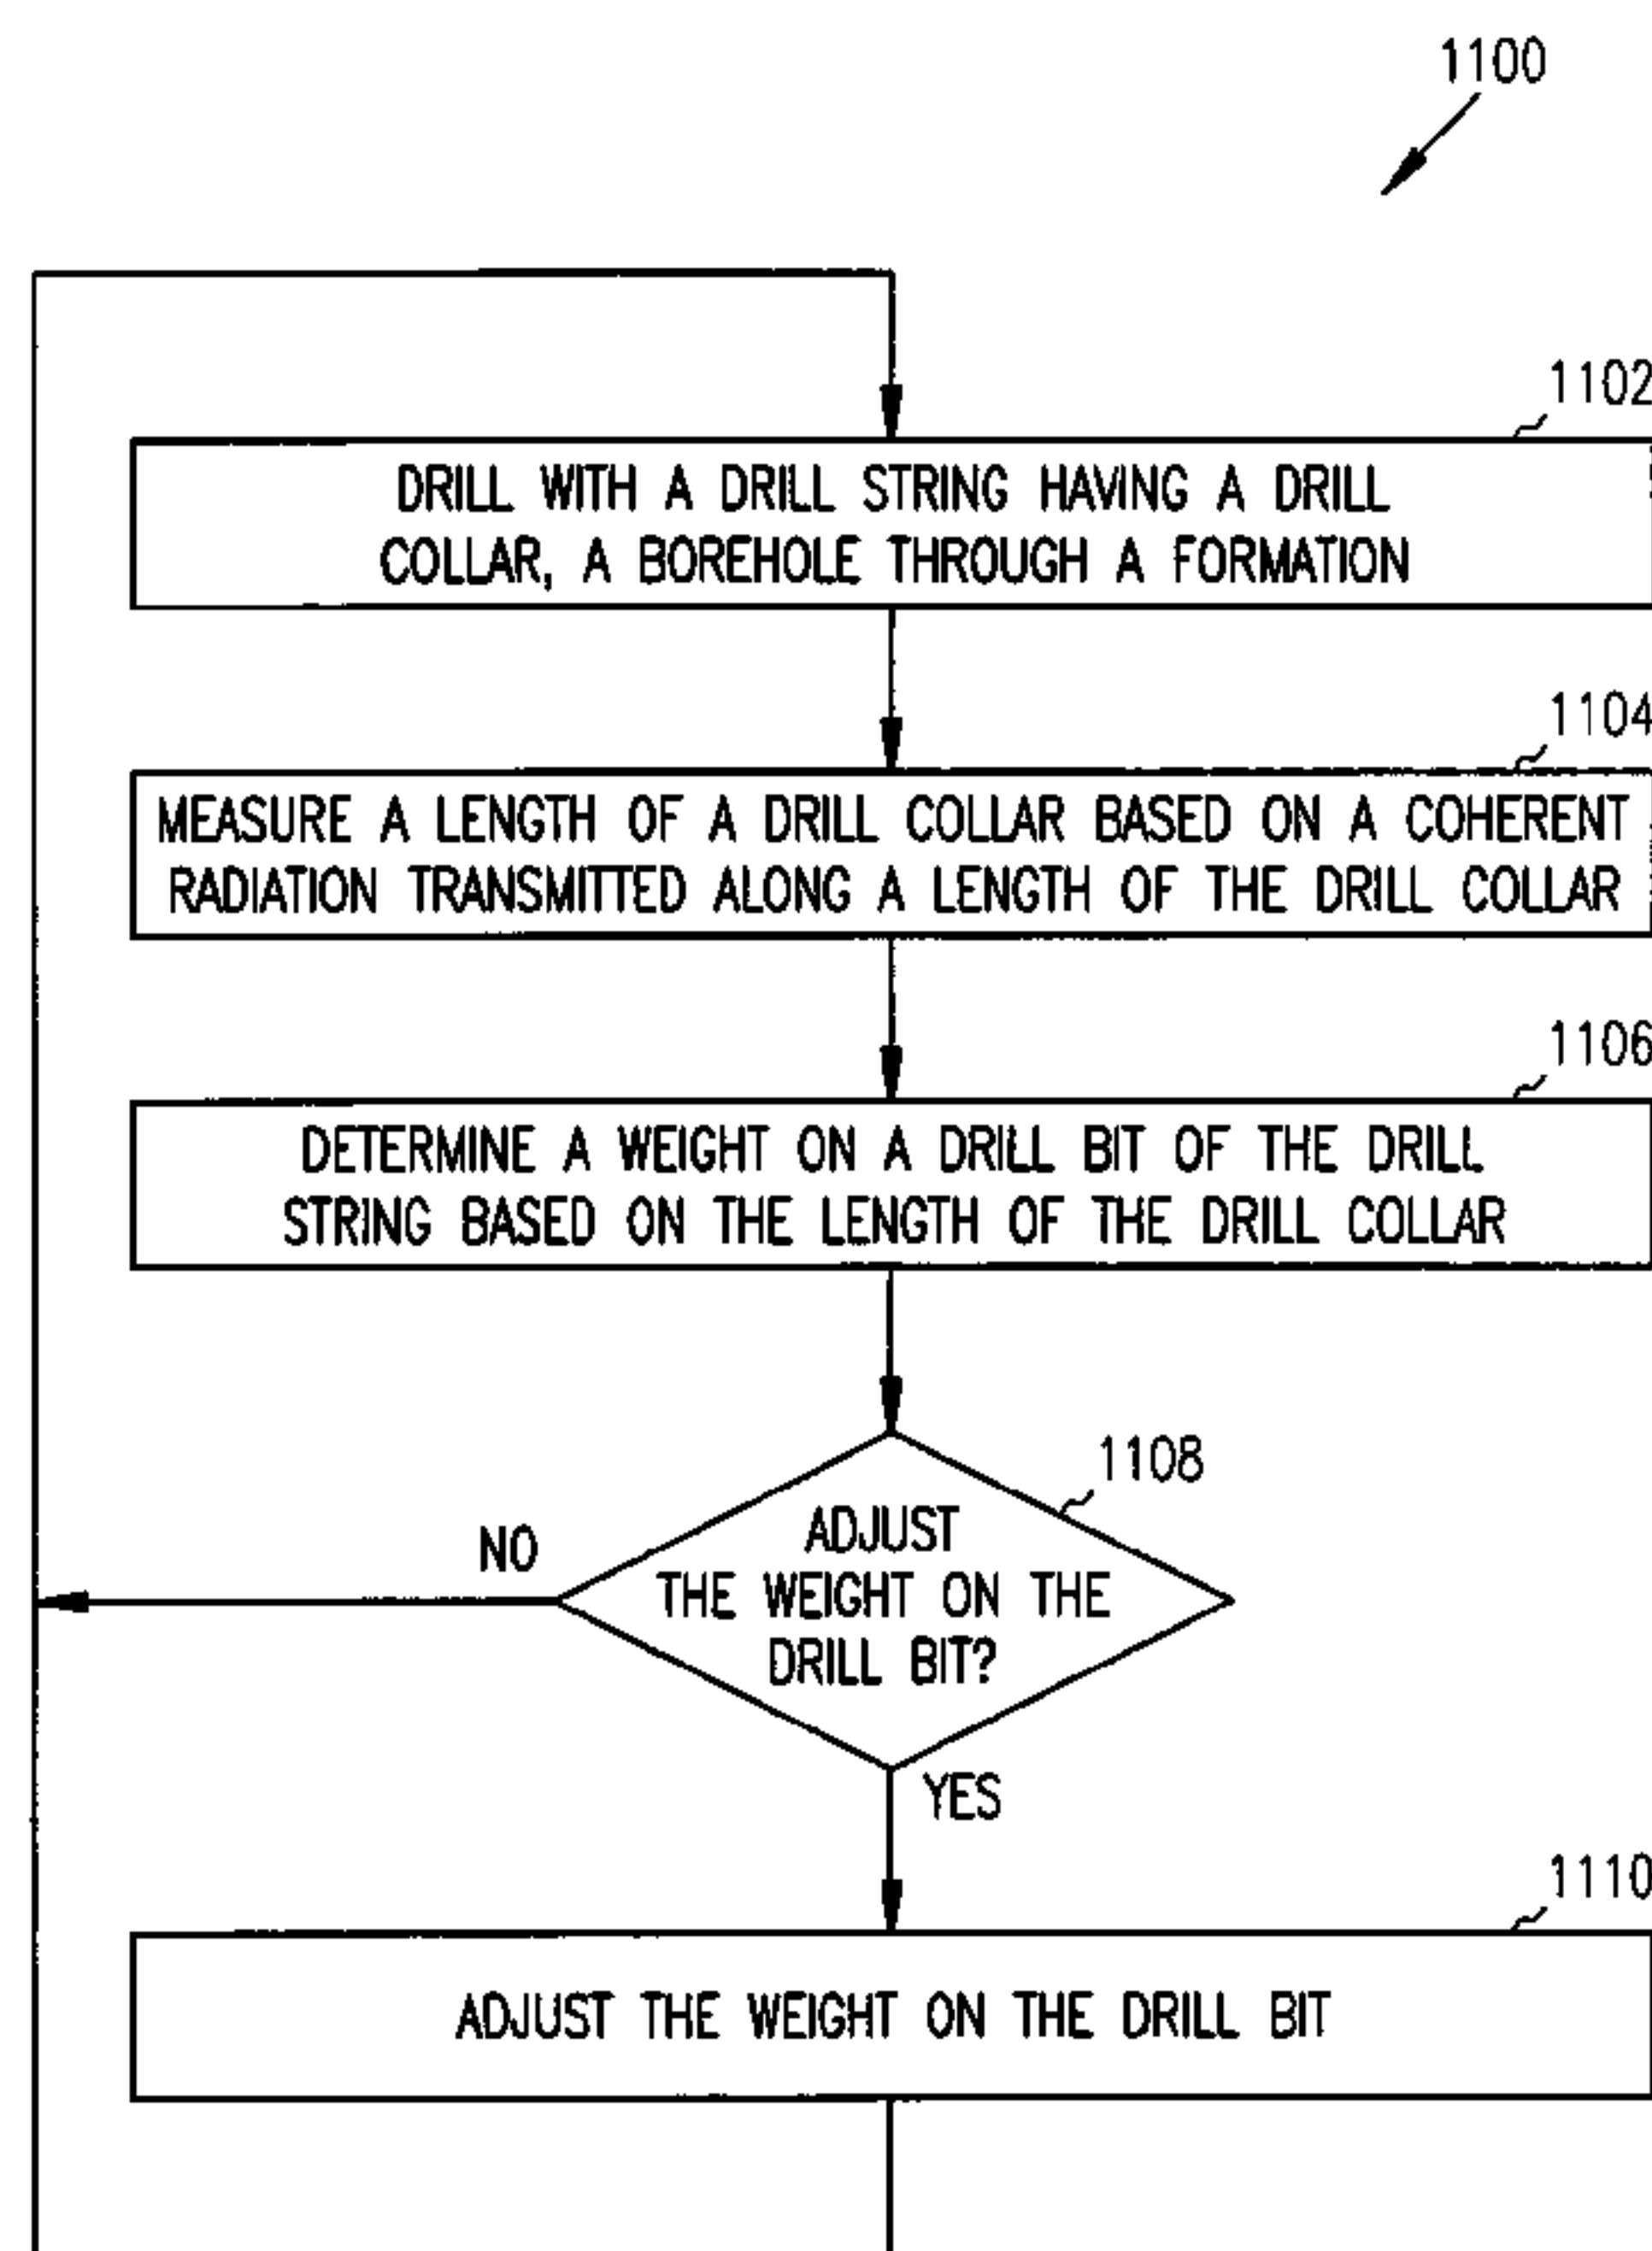 1100
1102
DRILL WITH A DRILL STRING HAVING A DRILL
COLLAR, A BOREHOLE THROUGH A FORMATION
1104
MEASURE A LENGTH OF A DRILL COLLAR BASED ON A COHERENT
RADIATION TRANSMITTED ALONG A LENGTH OF THE DRILL COLLAR
1106
DETERMINE A WEIGHT ON A DRILL BIT OF THE DRILL
STRING BASED ON THE LENGTH OF THE DRILL COLLAR
1108
ADJUST
THE WEIGHT ON THE
DRILL BIT?
NO
YES
1110
ADJUST THE WEIGHT ON THE DRILL BIT